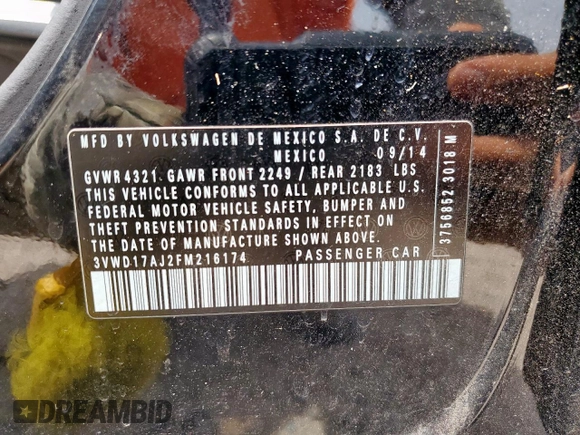 MFD BY VOLKSWAGEN DE MEXICO S.A. DE C.V.
MEXICO 09/14
GVWR 4321 GAWR FRONT 2249 / REAR 2183 LBS
THIS VEHICLE CONFORMS TO ALL APPLICABLE U.S.
FEDERAL MOTOR VEHICLE SAFETY, BUMPER AND
THEFT PREVENTION STANDARDS IN EFFECT ON
THE DATE OF MANUFACTURE SHOWN ABOVE.
3VWD17AJ2FM216174 PASSENGER CAR
3756852.3018.M
DREAMBID